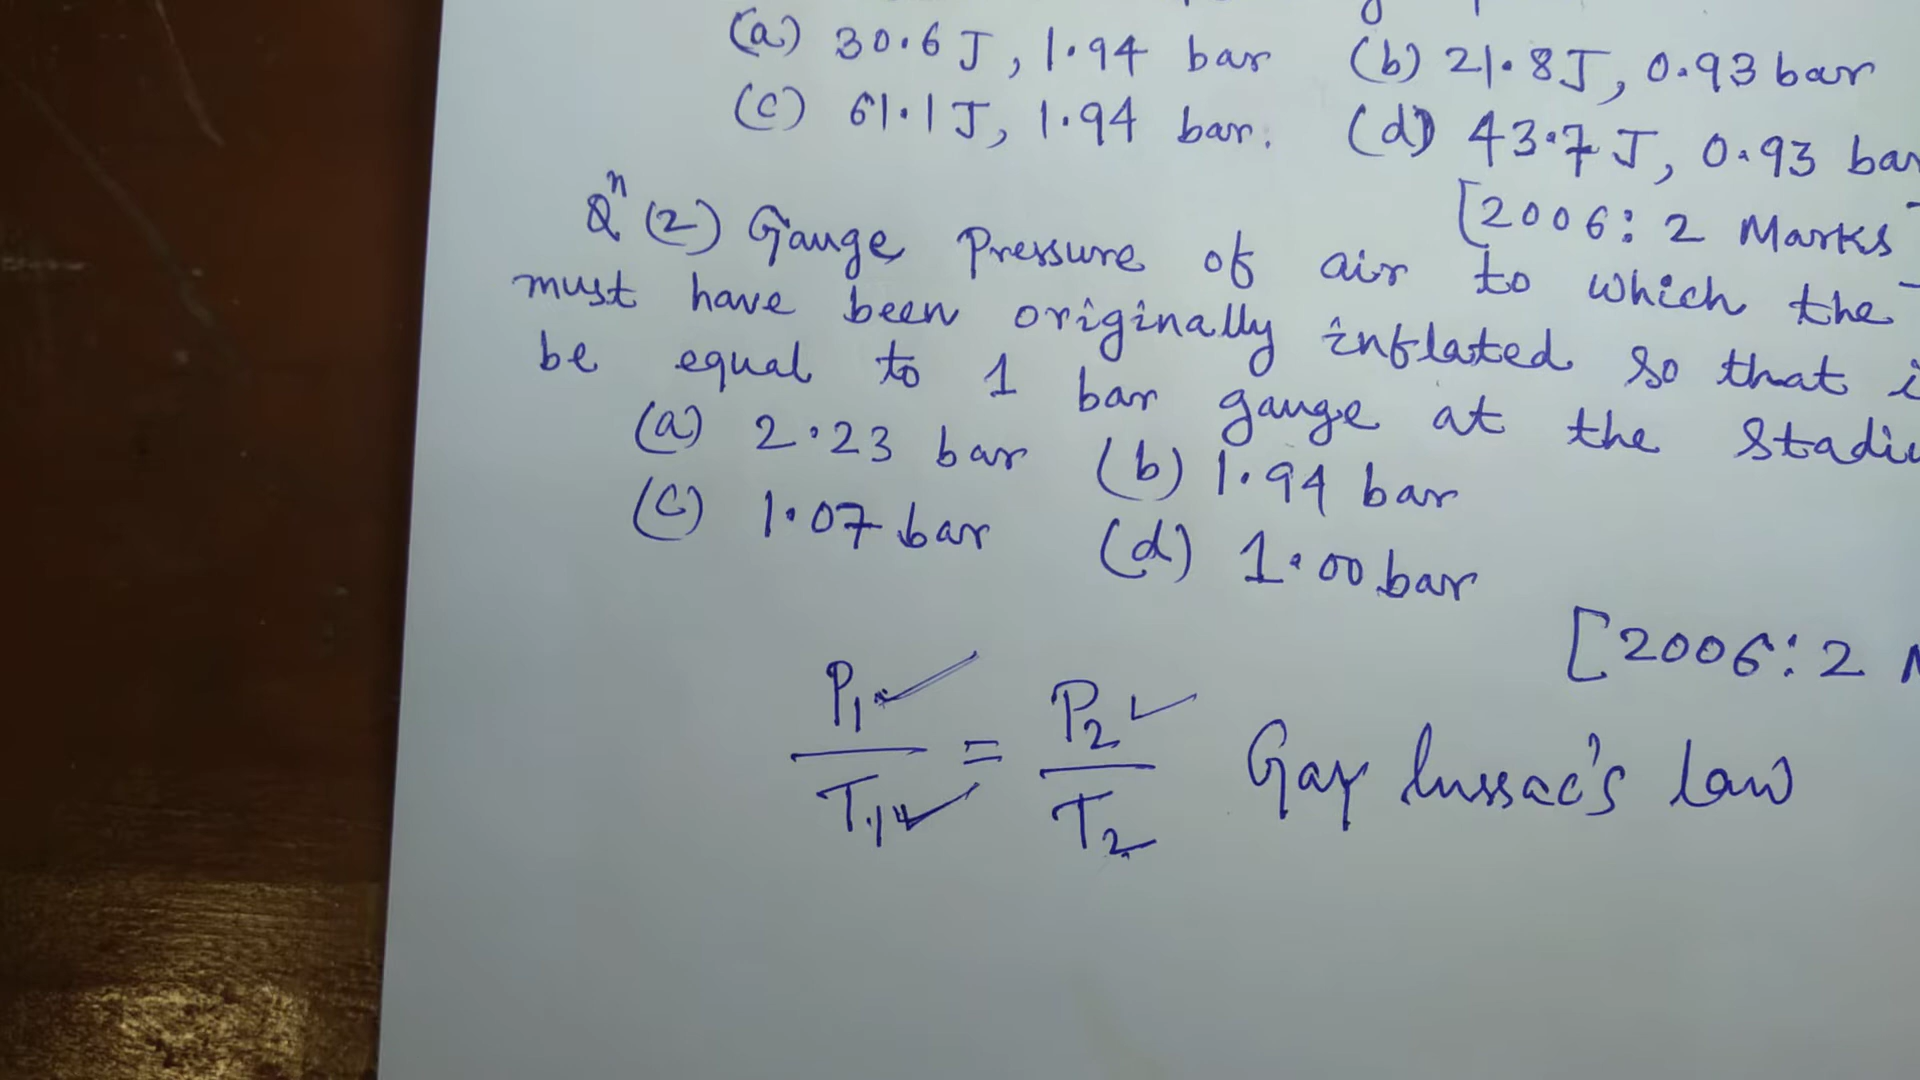 (a) 30.6 J, 1.94 bar (b) 21.8 J, 0.93 bar
(c) 61.1 J, 1.94 bar. (d) 43.7 J, 0.93 bar
[2006: 2 Marks
Qⁿ (2) Gauge Pressure of air to which the
must have been originally inflated so that
be equal to 1 bar gauge at the
(a) 2.23 bar (b) 1.94 bar
(c) 1.07 bar (d) 1.00 bar
[2006: 2
P₁/T₁ = P₂/T₂ Gay lussac's law